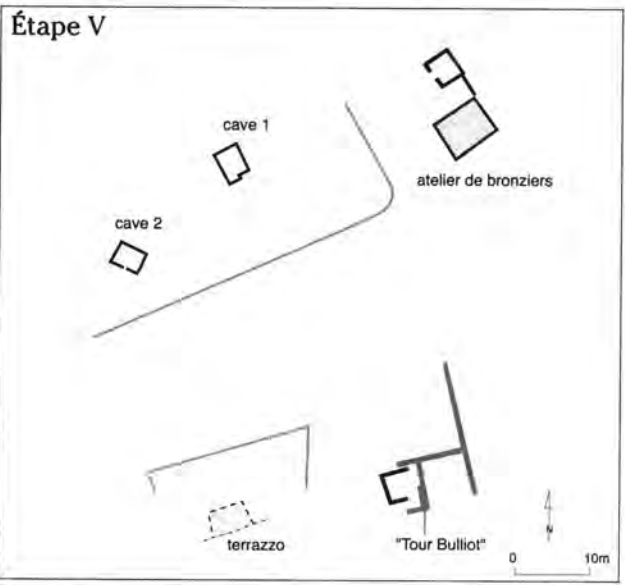 Étape V
cave 1
atelier de bronziers
cave 2
terrazzo
"Tour Bulliot"
N
0 10m